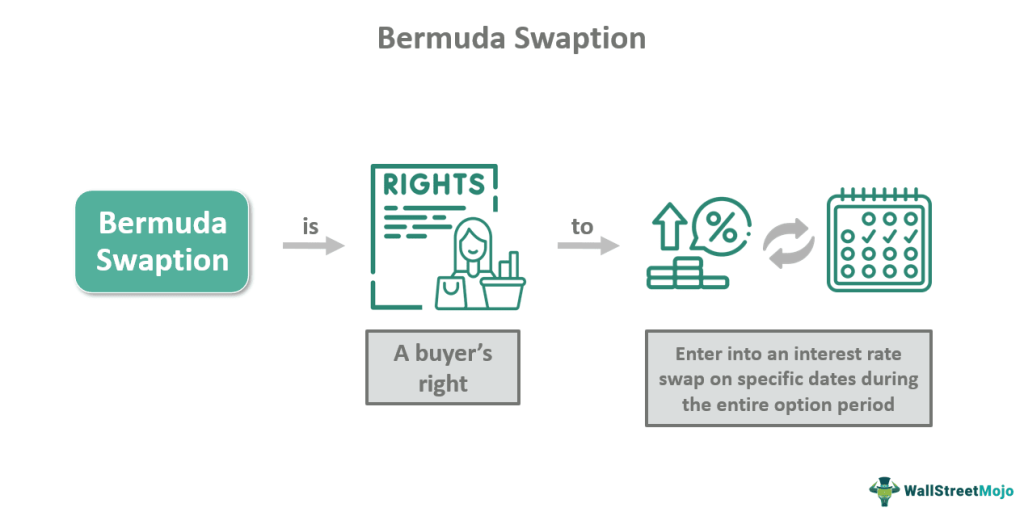 Bermuda Swaption
Bermuda
Swaption
is
RIGHTS
to
%
A buyer’s
right
Enter into an interest rate
swap on specific dates during
the entire option period
WallStreetMojo